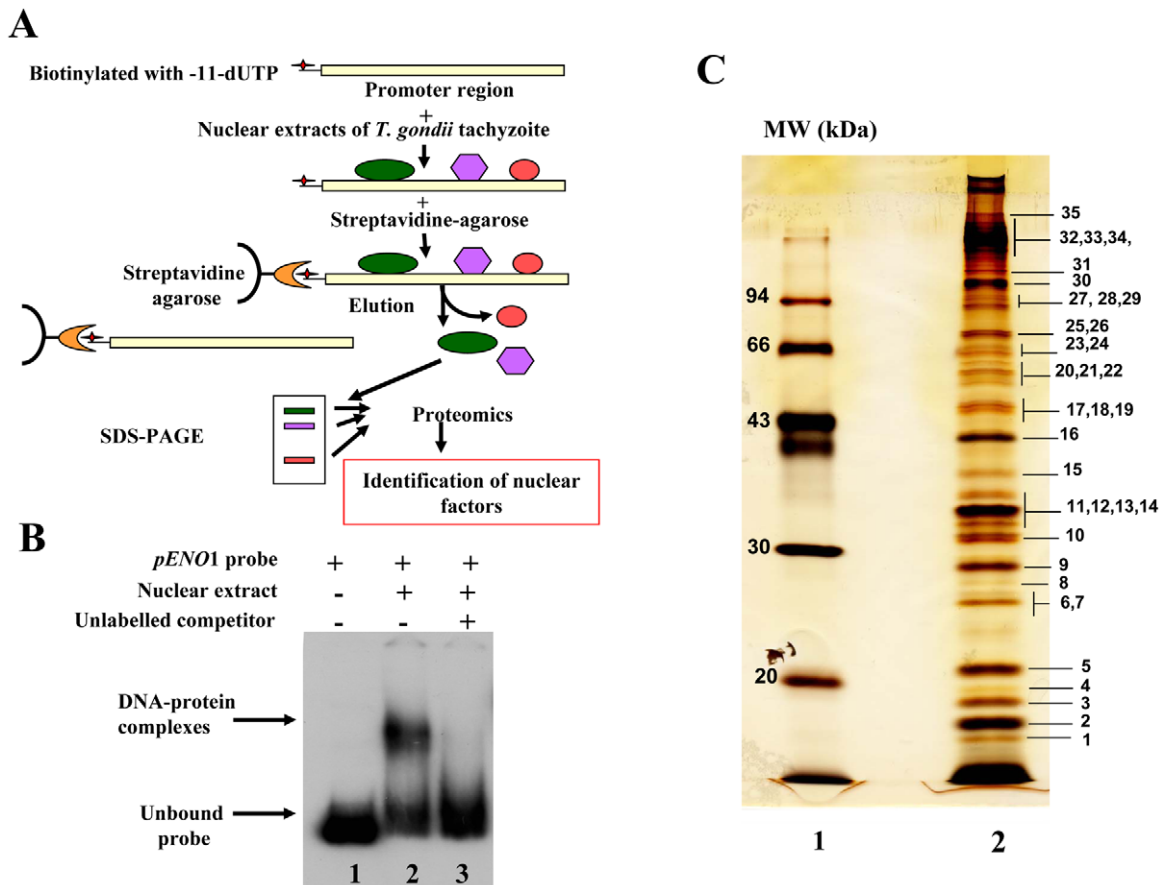 A
Biotinylated with -11-dUTP
Promoter region
+
Nuclear extracts of T. gondii tachyzoite
+
Streptavidine-agarose
Streptavidine
agarose
Elution
SDS-PAGE
Proteomics
Identification of nuclear
factors
B
pENO1 probe + + +
Nuclear extract - + +
Unlabelled competitor - - +
DNA-protein
complexes
Unbound
probe
1 2 3
C
MW (kDa)
94
66
43
30
20
35
32,33,34,
31
30
27, 28,29
25,26
23,24
20,21,22
17,18,19
16
15
11,12,13,14
10
9
8
6,7
5
4
3
2
1
1 2